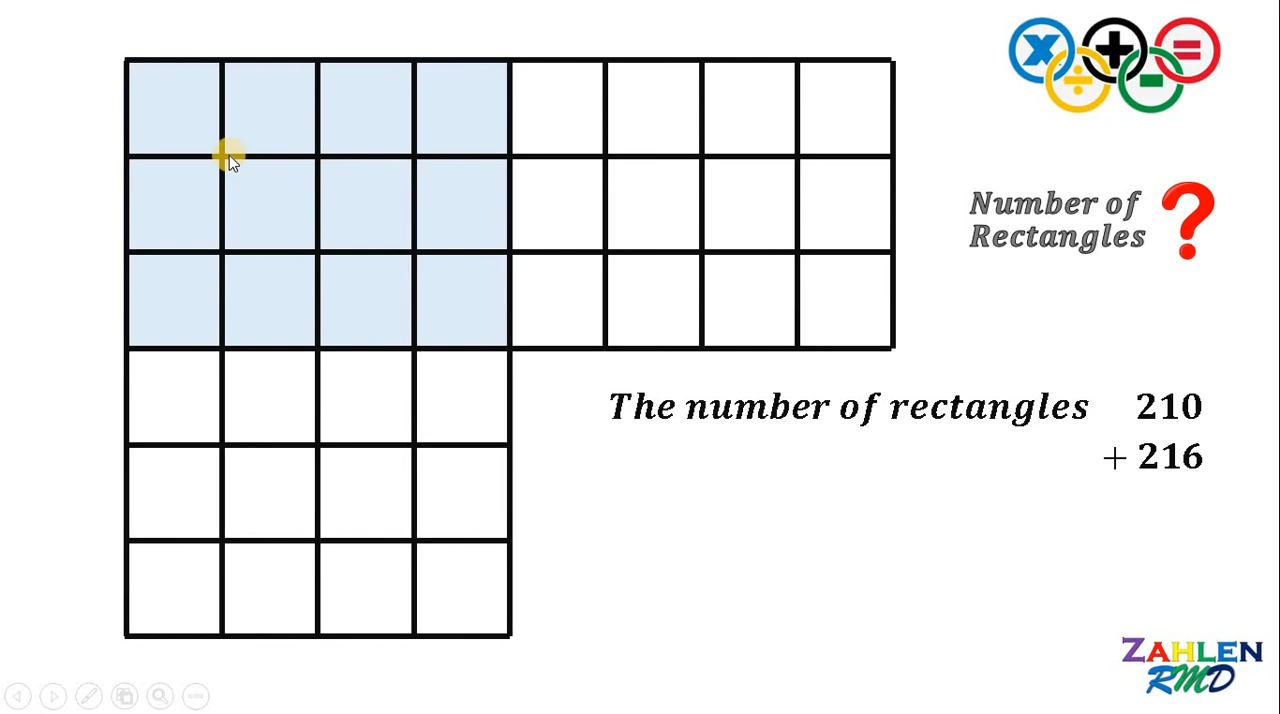 Number of
Rectangles ?
The number of rectangles 210
+ 216
ZAHLEN
RMD